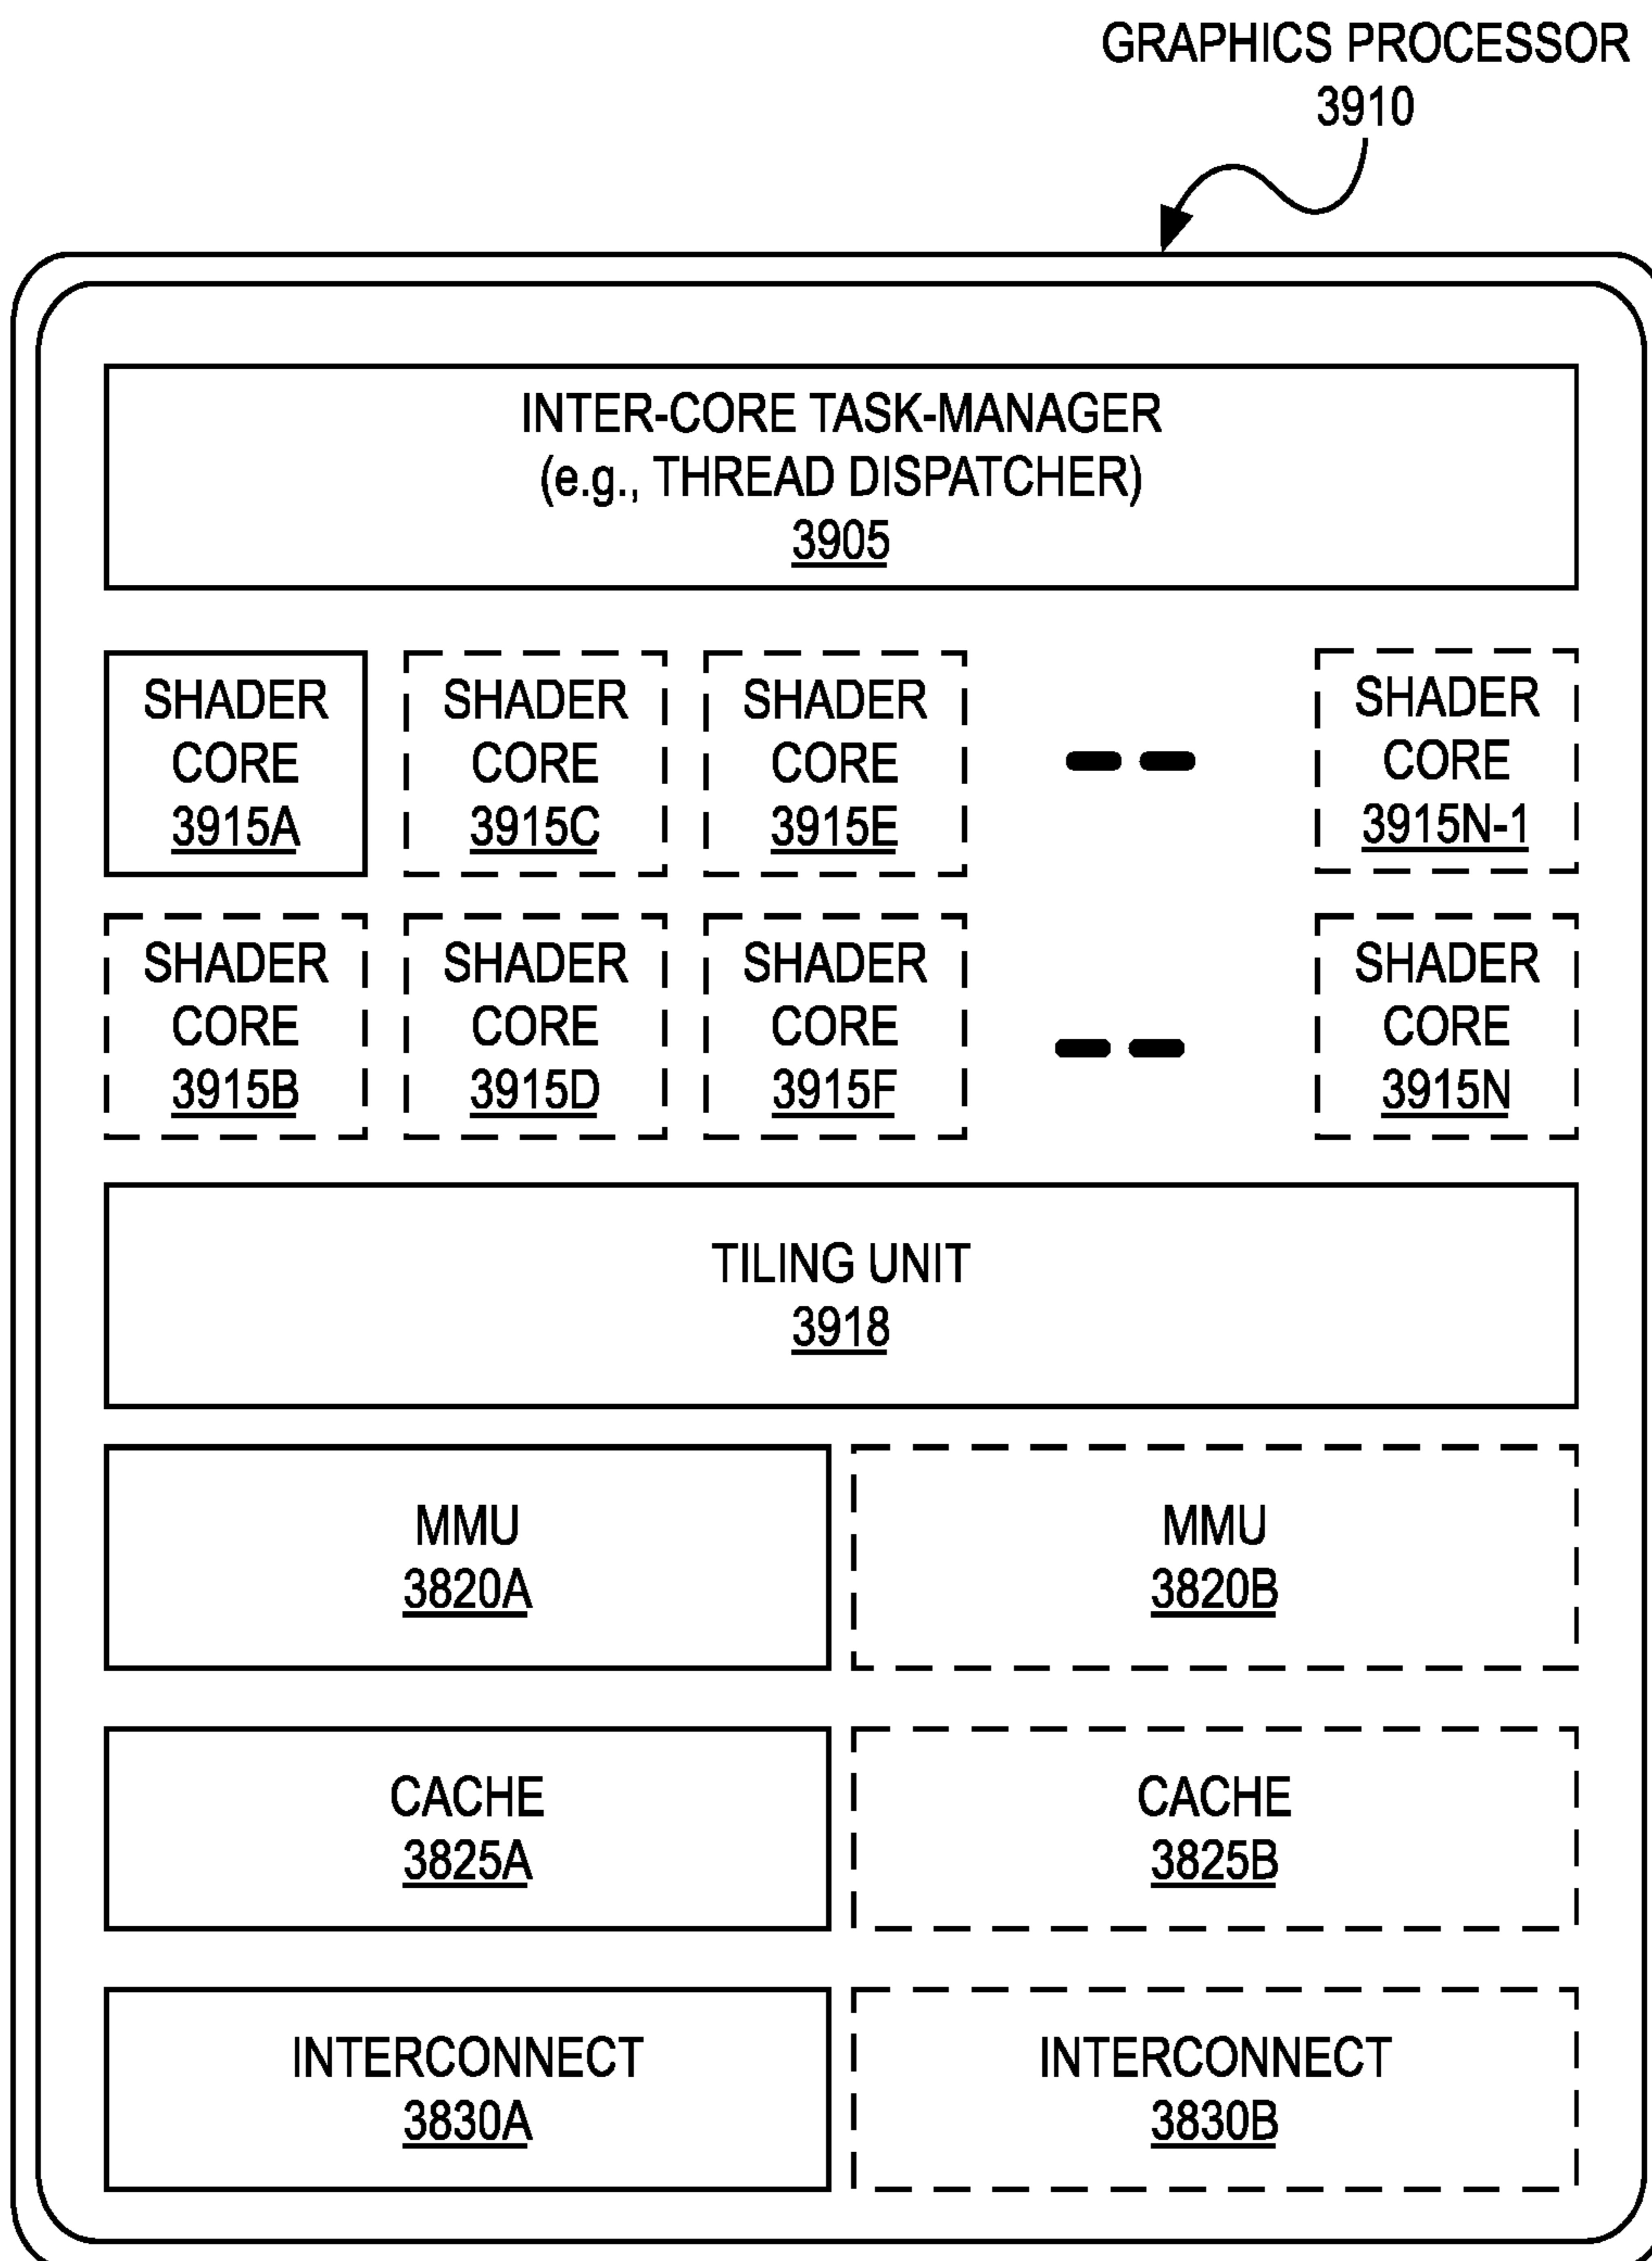 GRAPHICS PROCESSOR
3910
INTER-CORE TASK-MANAGER
(e.g., THREAD DISPATCHER)
3905
SHADER
CORE
3915A
SHADER
CORE
3915C
SHADER
CORE
3915E
SHADER
CORE
3915N-1
SHADER
CORE
3915B
SHADER
CORE
3915D
SHADER
CORE
3915F
SHADER
CORE
3915N
TILING UNIT
3918
MMU
3820A
MMU
3820B
CACHE
3825A
CACHE
3825B
INTERCONNECT
3830A
INTERCONNECT
3830B